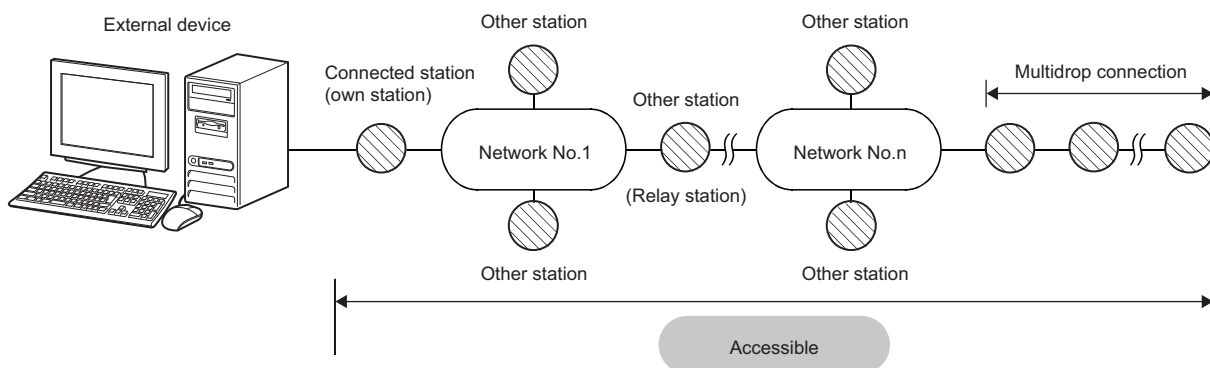 External device
Other station
Other station
Connected station
(own station)
Other station
Multidrop connection
Network No.1
Network No.n
(Relay station)
Other station
Other station
Accessible